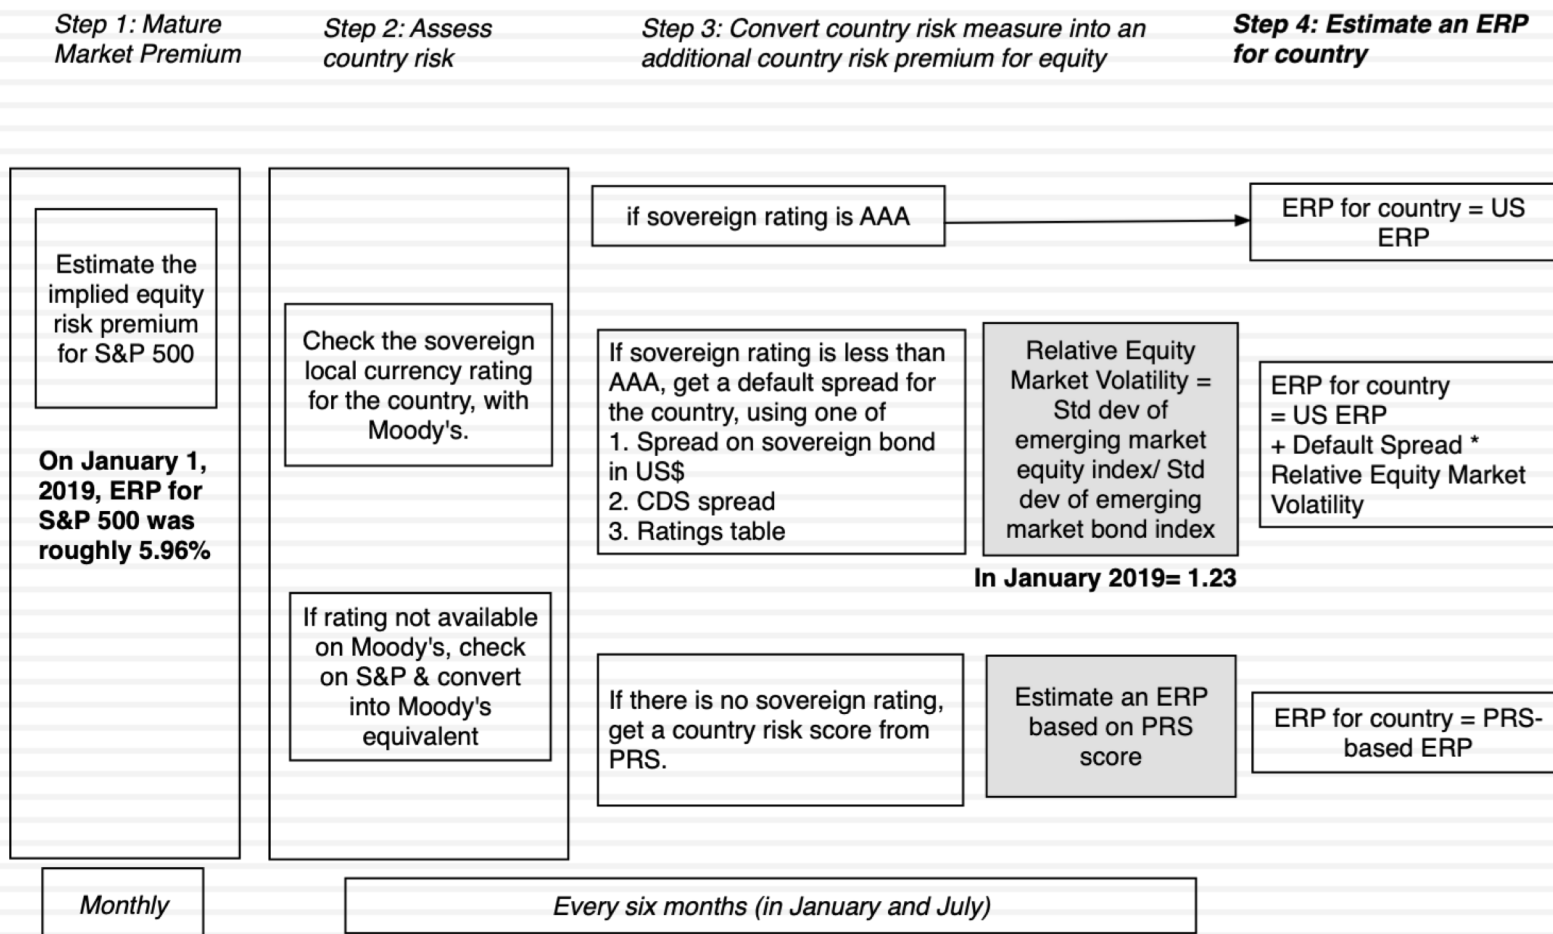 Step 1: Mature
Market Premium
Step 2: Assess
country risk
Step 3: Convert country risk measure into an
additional country risk premium for equity
Step 4: Estimate an ERP
for country
Estimate the
implied equity
risk premium
for S&P 500
On January 1,
2019, ERP for
S&P 500 was
roughly 5.96%
Check the sovereign
local currency rating
for the country, with
Moody's.
If rating not available
on Moody's, check
on S&P & convert
into Moody's
equivalent
if sovereign rating is AAA
ERP for country = US
ERP
If sovereign rating is less than
AAA, get a default spread for
the country, using one of
1. Spread on sovereign bond
in US$
2. CDS spread
3. Ratings table
Relative Equity
Market Volatility =
Std dev of
emerging market
equity index/ Std
dev of emerging
market bond index
In January 2019= 1.23
ERP for country
= US ERP
+ Default Spread *
Relative Equity Market
Volatility
If there is no sovereign rating,
get a country risk score from
PRS.
Estimate an ERP
based on PRS
score
ERP for country = PRS-
based ERP
Monthly
Every six months (in January and July)